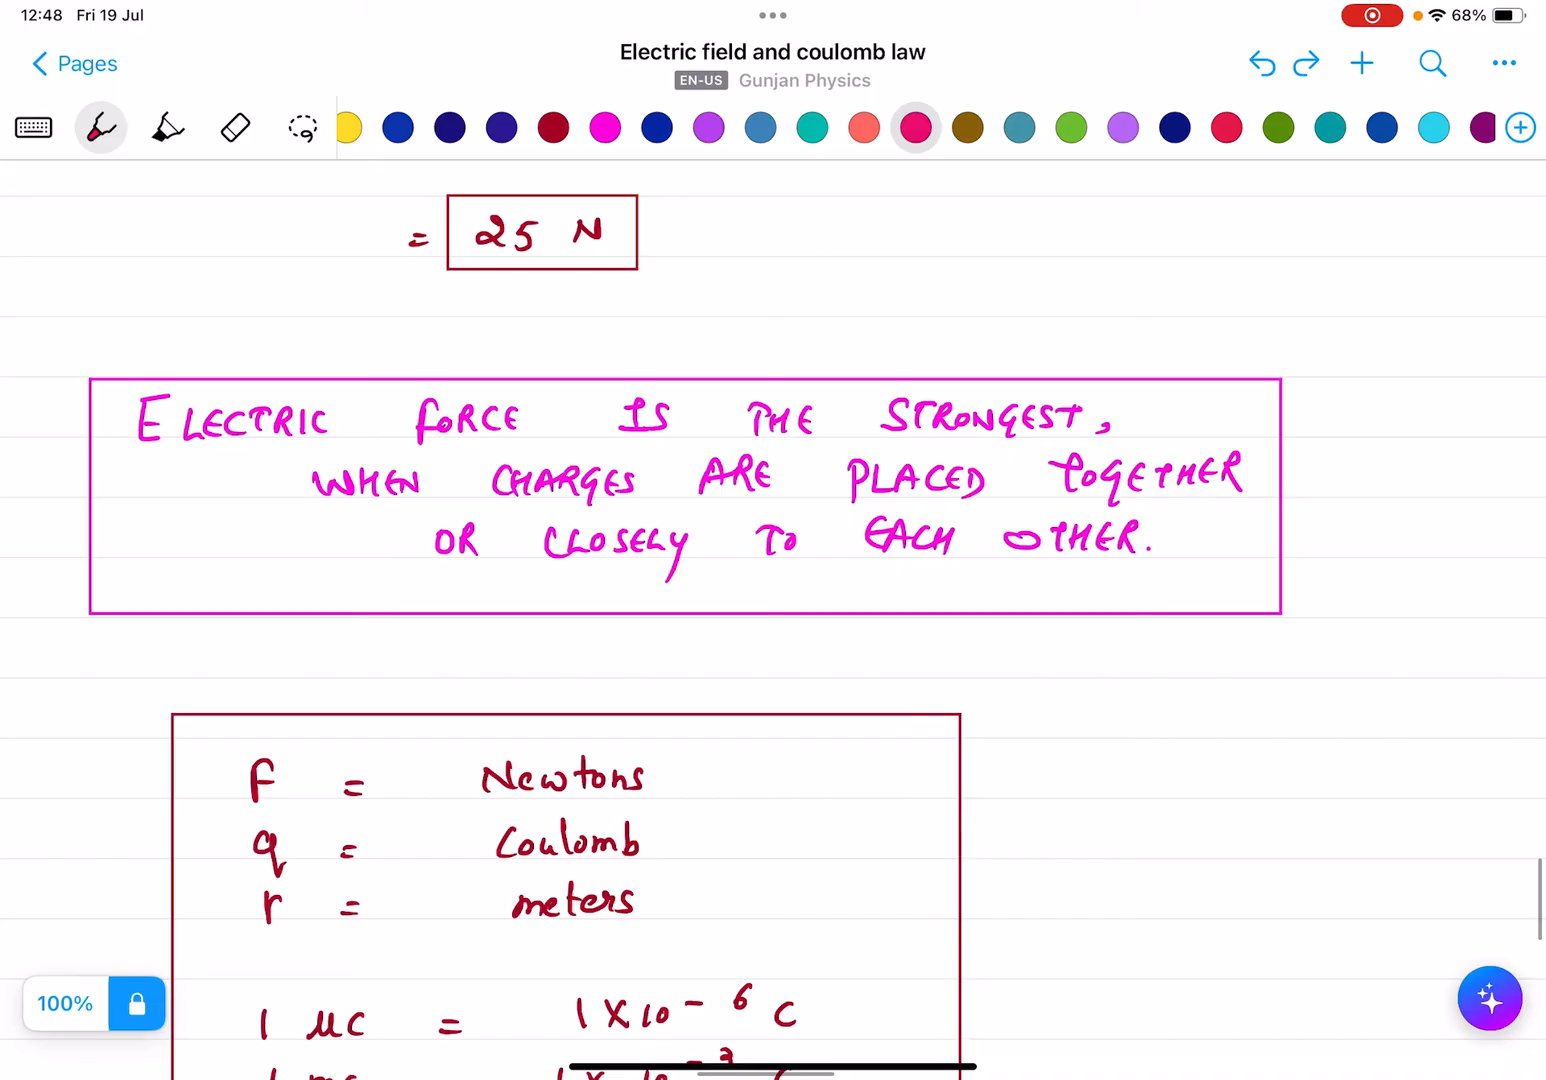 12:48 Fri 19 Jul
68%
Pages
Electric field and coulomb law
EN-US Gunjan Physics
= 25 N
ELECTRIC FORCE IS THE STRONGEST,
WHEN CHARGES ARE PLACED TOGETHER
OR CLOSELY TO EACH OTHER.
F = Newtons
q = Coulomb
r = meters
100%
1 μC = 1 X 10 - 6 C